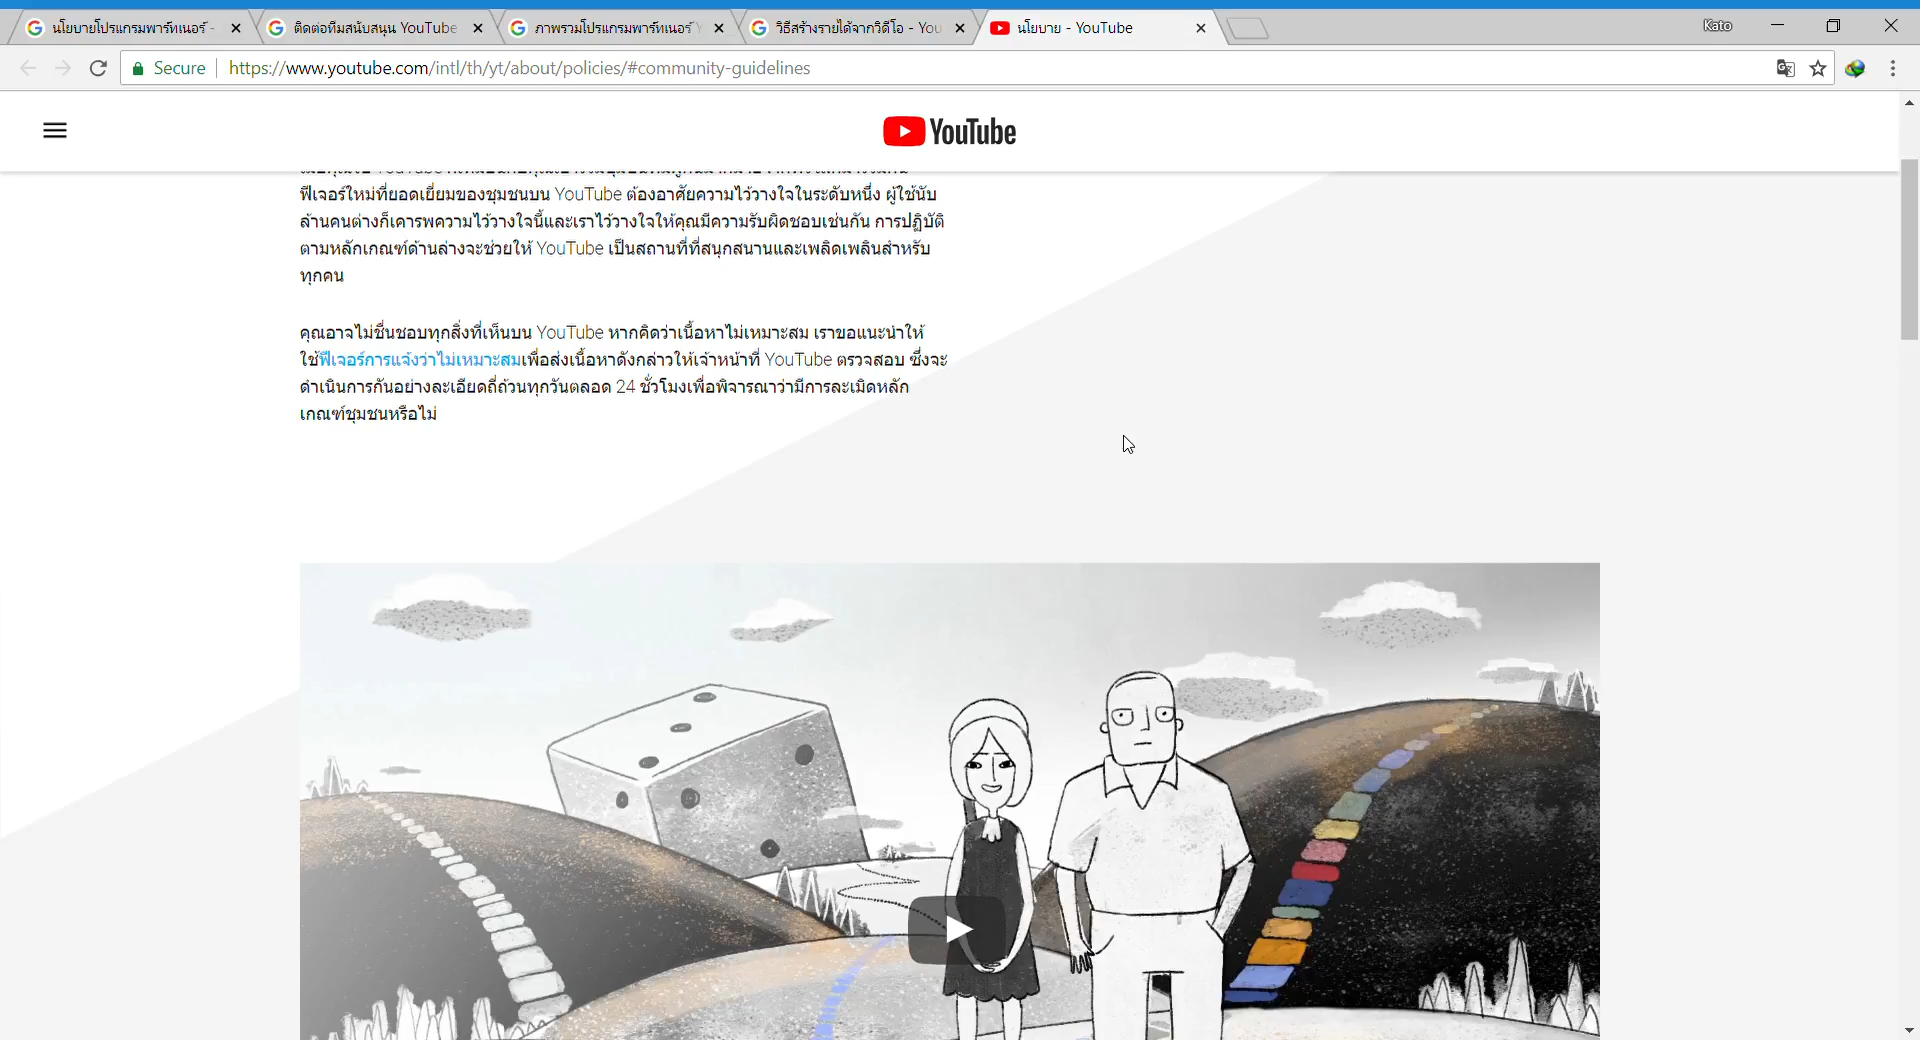 นโยบายโปรแกรมพาร์ทเนอร์ -
ติดต่อทีมสนับสนุน YouTube
ภาพรวมโปรแกรมพาร์ทเนอร์ Y
วิธีสร้างรายได้จากวิดีโอ - You
นโยบาย - YouTube
Kato
Secure
https://www.youtube.com/intl/th/yt/about/policies/#community-guidelines
YouTube
ฟีเจอร์ใหม่ที่ยอดเยี่ยมของชุมชนบน YouTube ต้องอาศัยความไว้วางใจในระดับหนึ่ง ผู้ใช้นับ
ล้านคนต่างก็เคารพความไว้วางใจนี้และเราไว้วางใจให้คุณมีความรับผิดชอบเช่นกัน การปฏิบัติ
ตามหลักเกณฑ์ด้านล่างจะช่วยให้ YouTube เป็นสถานที่ที่สนุกสนานและเพลิดเพลินสำหรับ
ทุกคน
คุณอาจไม่ชื่นชอบทุกสิ่งที่เห็นบน YouTube หากคิดว่าเนื้อหาไม่เหมาะสม เราขอแนะนำให้
ใช้ฟีเจอร์การแจ้งว่าไม่เหมาะสมเพื่อส่งเนื้อหาดังกล่าวให้เจ้าหน้าที่ YouTube ตรวจสอบ ซึ่งจะ
ดำเนินการกันอย่างละเอียดถี่ถ้วนทุกวันตลอด 24 ชั่วโมงเพื่อพิจารณาว่ามีการละเมิดหลัก
เกณฑ์ชุมชนหรือไม่